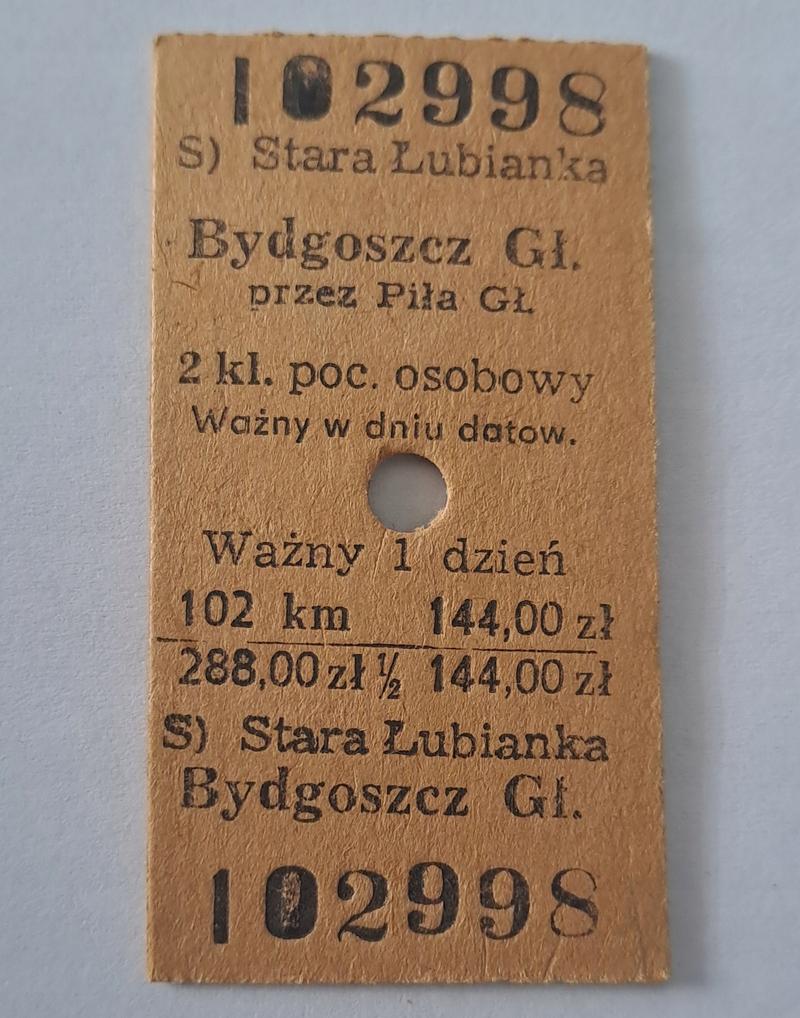 102998
S) Stara Łubianka
Bydgoszcz Gł.
przez Piła Gł.
2 kl. poc. osobowy
Ważny w dniu datow.
Ważny 1 dzień
102 km 144,00 zł
288,00 zł ½ 144,00 zł
S) Stara Łubianka
Bydgoszcz Gł.
102998